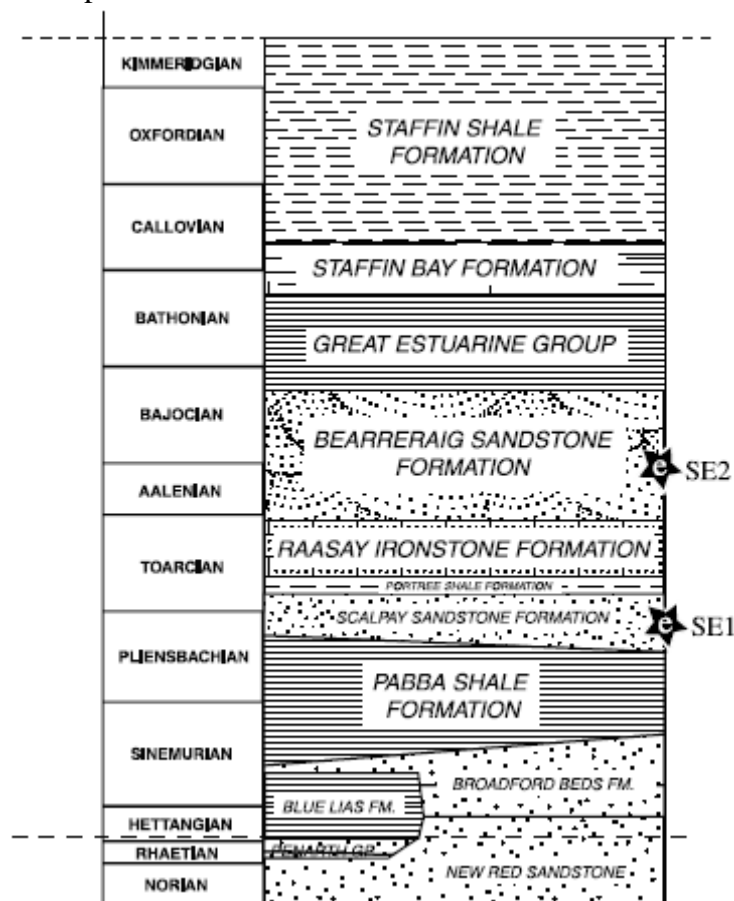 KIMMERIDGIAN
OXFORDIAN
STAFFIN SHALE
FORMATION
CALLOVIAN
STAFFIN BAY FORMATION
BATHONIAN
GREAT ESTUARINE GROUP
BAJOCIAN
BEARRERAIG SANDSTONE
FORMATION
e SE2
AALENIAN
RAASAY IRONSTONE FORMATION
TOARCIAN
PORTREE SHALE FORMATION
SCALPAY SANDSTONE FORMATION
e SE1
PLIENSBACHIAN
PABBA SHALE
FORMATION
SINEMURIAN
BROADFORD BEDS FM.
BLUE LIAS FM.
HETTANGIAN
RHAETIAN
PENARTH GP.
NEW RED SANDSTONE
NORIAN